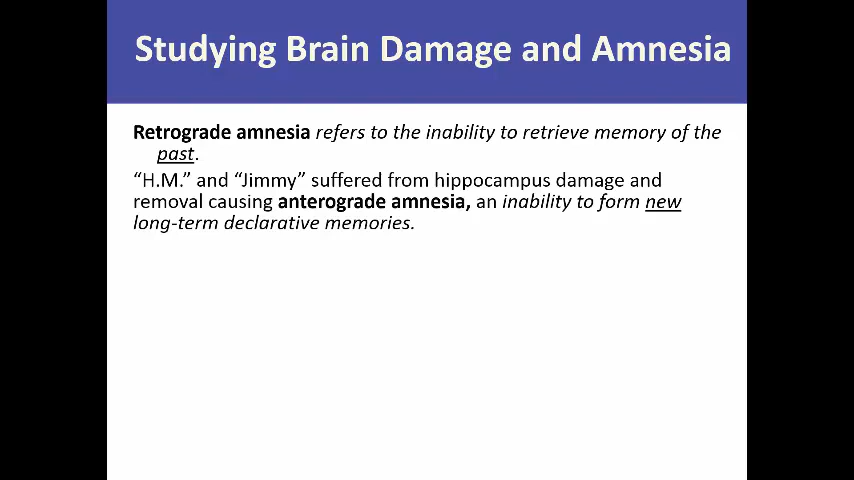 Studying Brain Damage and Amnesia
Retrograde amnesia refers to the inability to retrieve memory of the
past.
“H.M.” and “Jimmy” suffered from hippocampus damage and
removal causing anterograde amnesia, an inability to form new
long-term declarative memories.